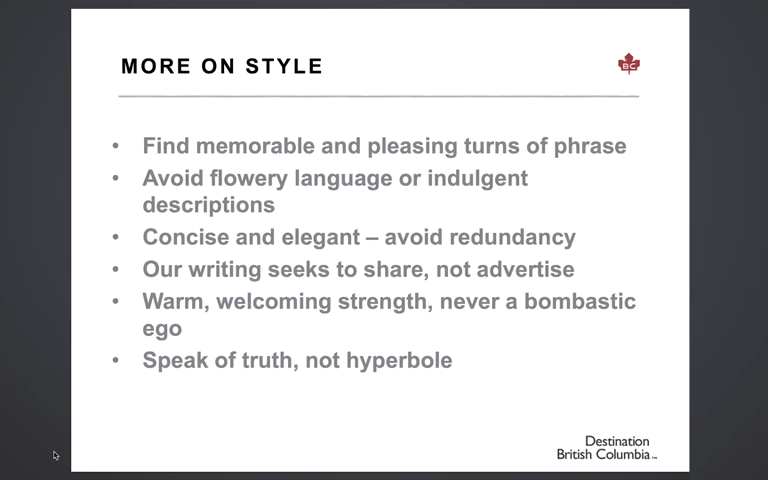 MORE ON STYLE
BC
• Find memorable and pleasing turns of phrase
• Avoid flowery language or indulgent
descriptions
• Concise and elegant – avoid redundancy
• Our writing seeks to share, not advertise
• Warm, welcoming strength, never a bombastic
ego
• Speak of truth, not hyperbole
Destination
British Columbia™